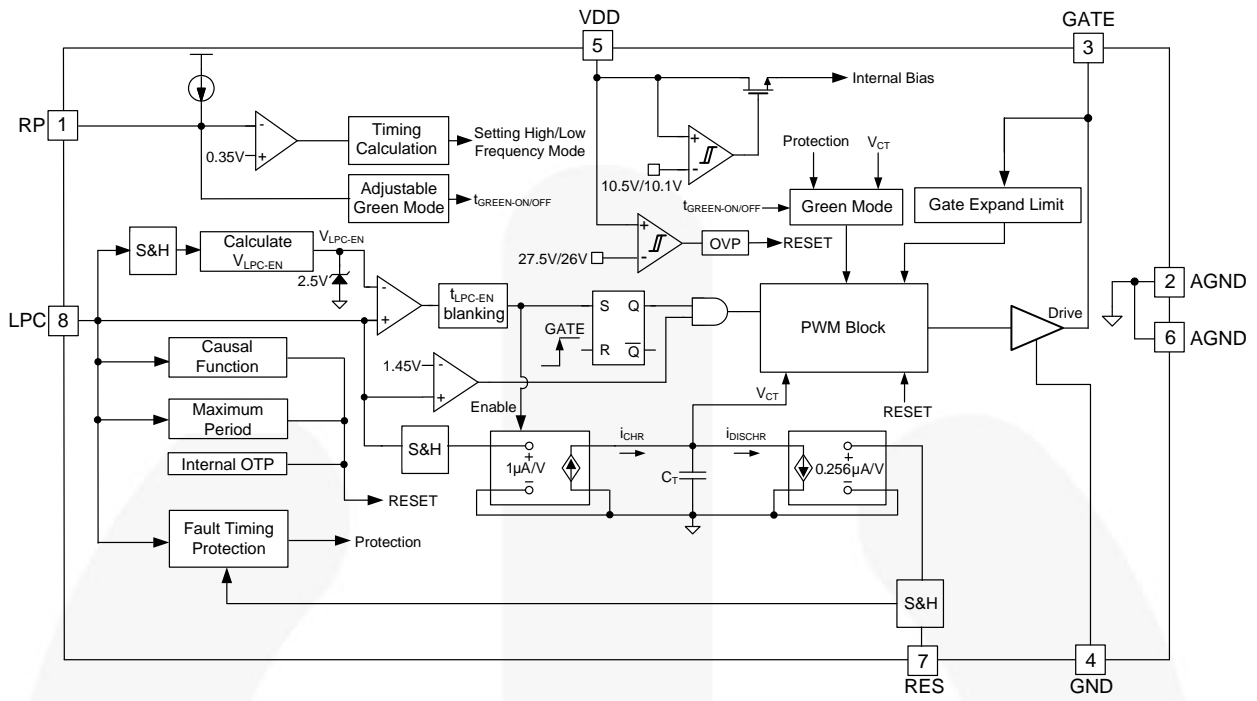 VDD
5
GATE
3
RP
1
Internal Bias
0.35V
-
+
Timing
Calculation
Setting High/Low
Frequency Mode
+
-
10.5V/10.1V
Protection
VCT
Adjustable
Green Mode
tGREEN-ON/OFF
tGREEN-ON/OFF
Green Mode
Gate Expand Limit
S&H
Calculate
VLPC-EN
VLPC-EN
2.5V
+
-
27.5V/26V
OVP
RESET
LPC
8
-
+
tLPC-EN
blanking
S
Q
R
Q
GATE
PWM Block
Drive
2
AGND
6
AGND
Causal
Function
1.45V
-
+
Enable
VCT
RESET
Maximum
Period
Internal OTP
RESET
S&H
+
1µA/V
-
iCHR
CT
iDISCHR
+
0.256µA/V
-
Fault Timing
Protection
Protection
S&H
7
RES
4
GND